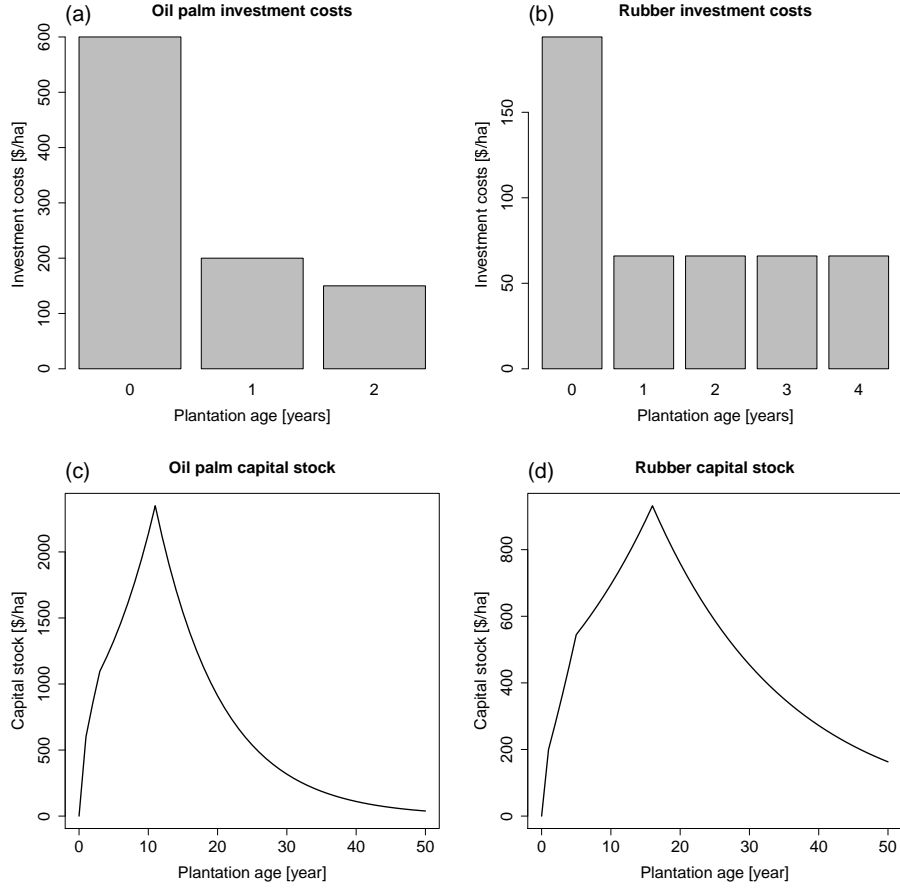 (a)
Oil palm investment costs
Investment costs [$/ha]
600
500
400
300
200
100
0
0 1 2
Plantation age [years]
(b)
Rubber investment costs
Investment costs [$/ha]
150
100
50
0
0 1 2 3 4
Plantation age [years]
(c)
Oil palm capital stock
Capital stock [$/ha]
2000
1500
1000
500
0
0 10 20 30 40 50
Plantation age [year]
(d)
Rubber capital stock
Capital stock [$/ha]
800
600
400
200
0
0 10 20 30 40 50
Plantation age [year]